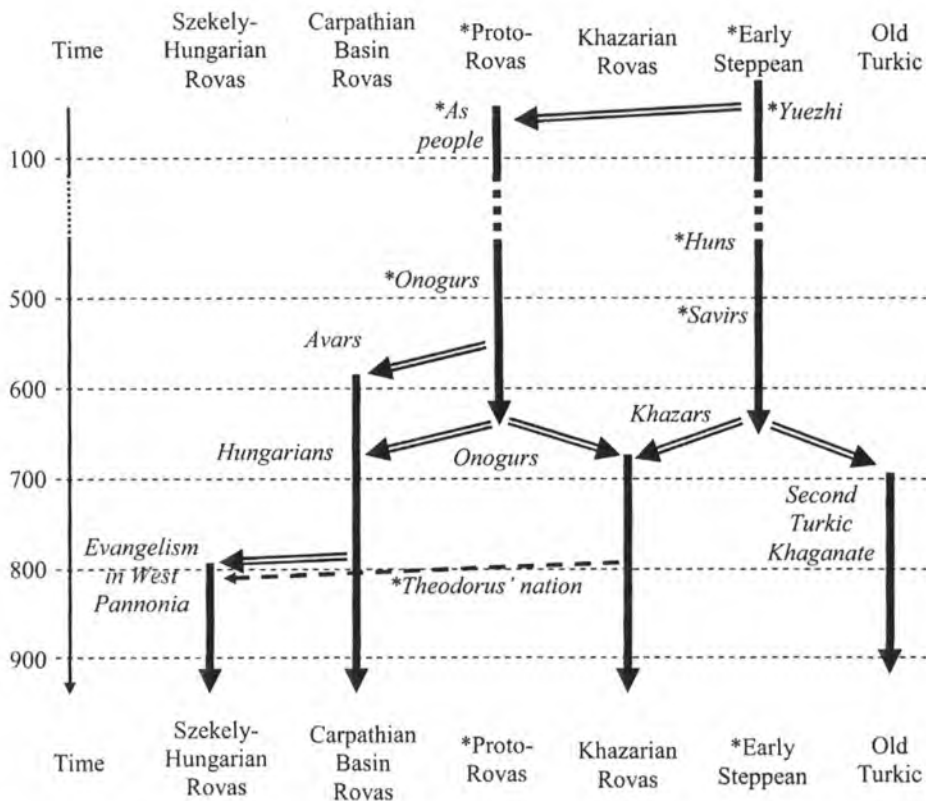 Time
Szekely-
Hungarian
Rovas
Carpathian
Basin
Rovas
*Proto-
Rovas
Khazarian
Rovas
*Early
Steppean
Old
Turkic
*As
people
*Yuezhi
100
*Huns
*Onogurs
500
*Savirs
Avars
600
Khazars
Hungarians
Onogurs
700
Second
Turkic
Khaganate
Evangelism
in West
Pannonia
800
*Theodorus' nation
900
Time
Szekely-
Hungarian
Rovas
Carpathian
Basin
Rovas
*Proto-
Rovas
Khazarian
Rovas
*Early
Steppean
Old
Turkic